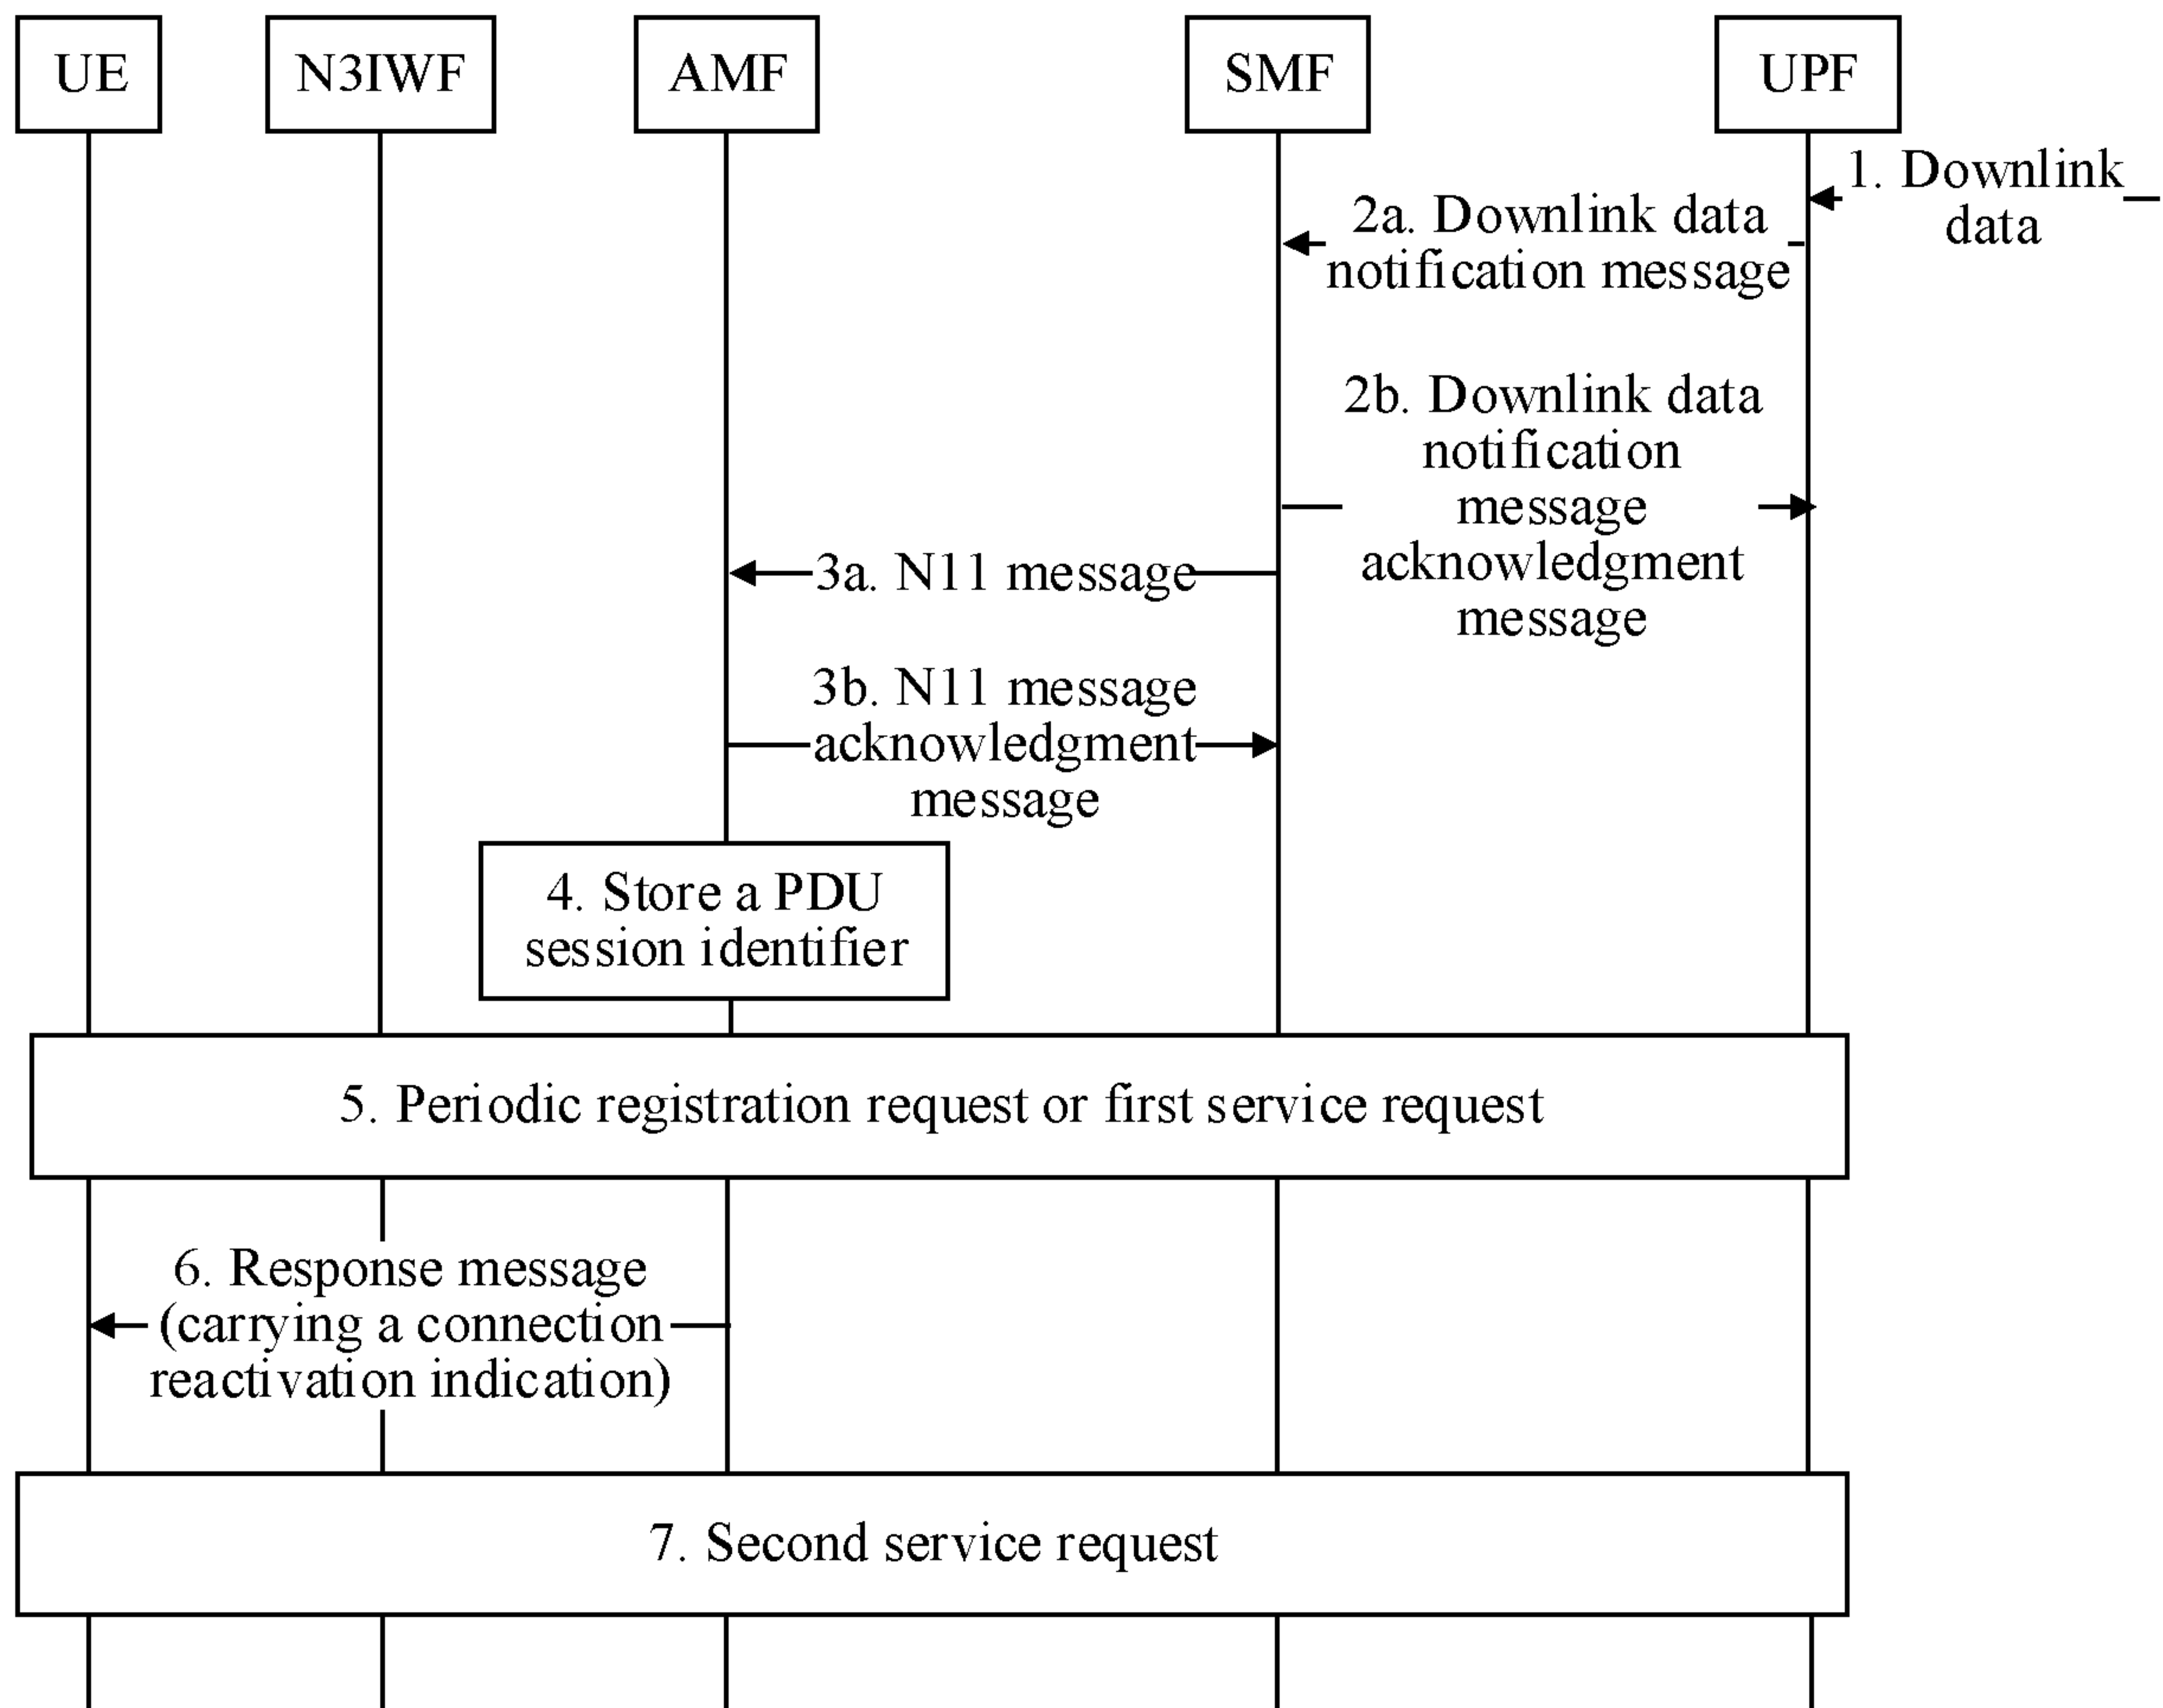 UE
N3IWF
AMF
SMF
UPF
1. Downlink
data
2a. Downlink data
notification message
2b. Downlink data
notification
message
acknowledgment
message
3a. N11 message
3b. N11 message
acknowledgment
message
4. Store a PDU
session identifier
5. Periodic registration request or first service request
6. Response message
(carrying a connection
reactivation indication)
7. Second service request